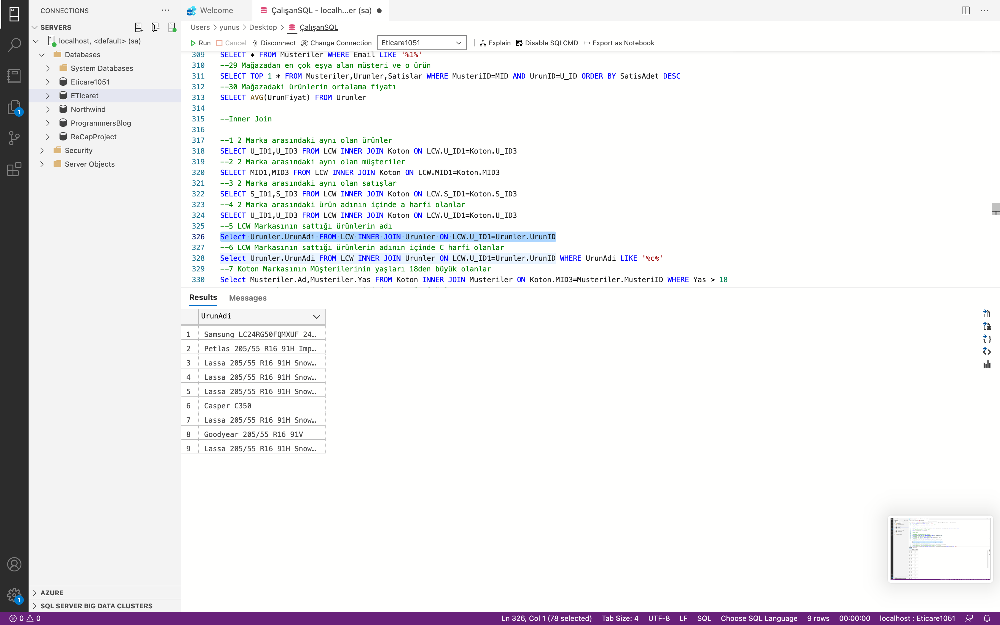 CONNECTIONS
SERVERS
localhost, <default> (sa)
Databases
System Databases
Eticare1051
ETicaret
Northwind
ProgrammersBlog
ReCapProject
Security
Server Objects
AZURE
SQL SERVER BIG DATA CLUSTERS
1
1
Welcome
ÇalışanSQL - localh...er (sa)
Users > yunus > Desktop > ÇalışanSQL
Run Cancel Disconnect Change Connection Eticare1051 Explain Disable SQLCMD Export as Notebook
309 SELECT * FROM Musteriler WHERE Email LIKE '%1%'
310 --29 Mağazadan en çok eşya alan müşteri ve o ürün
311 SELECT TOP 1 * FROM Musteriler,Urunler,Satislar WHERE MusteriID=MID AND UrunID=U_ID ORDER BY SatisAdet DESC
312 --30 Mağazadaki ürünlerin ortalama fiyatı
313 SELECT AVG(UrunFiyat) FROM Urunler
314
315 --Inner Join
316
317 --1 2 Marka arasındaki aynı olan ürünler
318 SELECT U_ID1,U_ID3 FROM LCW INNER JOIN Koton ON LCW.U_ID1=Koton.U_ID3
319 --2 2 Marka arasındaki aynı olan müşteriler
320 SELECT MID1,MID3 FROM LCW INNER JOIN Koton ON LCW.MID1=Koton.MID3
321 --3 2 Marka arasındaki aynı olan satışlar
322 SELECT S_ID1,S_ID3 FROM LCW INNER JOIN Koton ON LCW.S_ID1=Koton.S_ID3
323 --4 2 Marka arasındaki ürün adının içinde a harfi olanlar
324 SELECT U_ID1,U_ID3 FROM LCW INNER JOIN Koton ON LCW.U_ID1=Koton.U_ID3
325 --5 LCW Markasının sattığı ürünlerin adı
326 Select Urunler.UrunAdi FROM LCW INNER JOIN Urunler ON LCW.U_ID1=Urunler.UrunID
327 --6 LCW Markasının sattığı ürünlerin adının içinde C harfi olanlar
328 Select Urunler.UrunAdi FROM LCW INNER JOIN Urunler ON LCW.U_ID1=Urunler.UrunID WHERE UrunAdi LIKE '%c%'
329 --7 Koton Markasının Müşterilerinin yaşları 18den büyük olanlar
330 Select Musteriler.Ad,Musteriler.Yas FROM Koton INNER JOIN Musteriler ON Koton.MID3=Musteriler.MusteriID WHERE Yas > 18
Results Messages
UrunAdi
1 Samsung LC24RG50FQMXUF 24…
2 Petlas 205/55 R16 91H Imp…
3 Lassa 205/55 R16 91H Snow…
4 Lassa 205/55 R16 91H Snow…
5 Lassa 205/55 R16 91H Snow…
6 Casper C350
7 Lassa 205/55 R16 91H Snow…
8 Goodyear 205/55 R16 91V
9 Lassa 205/55 R16 91H Snow…
0 0 Ln 326, Col 1 (78 selected) Tab Size: 4 UTF-8 LF SQL Choose SQL Language 9 rows 00:00:00 localhost : Eticare1051